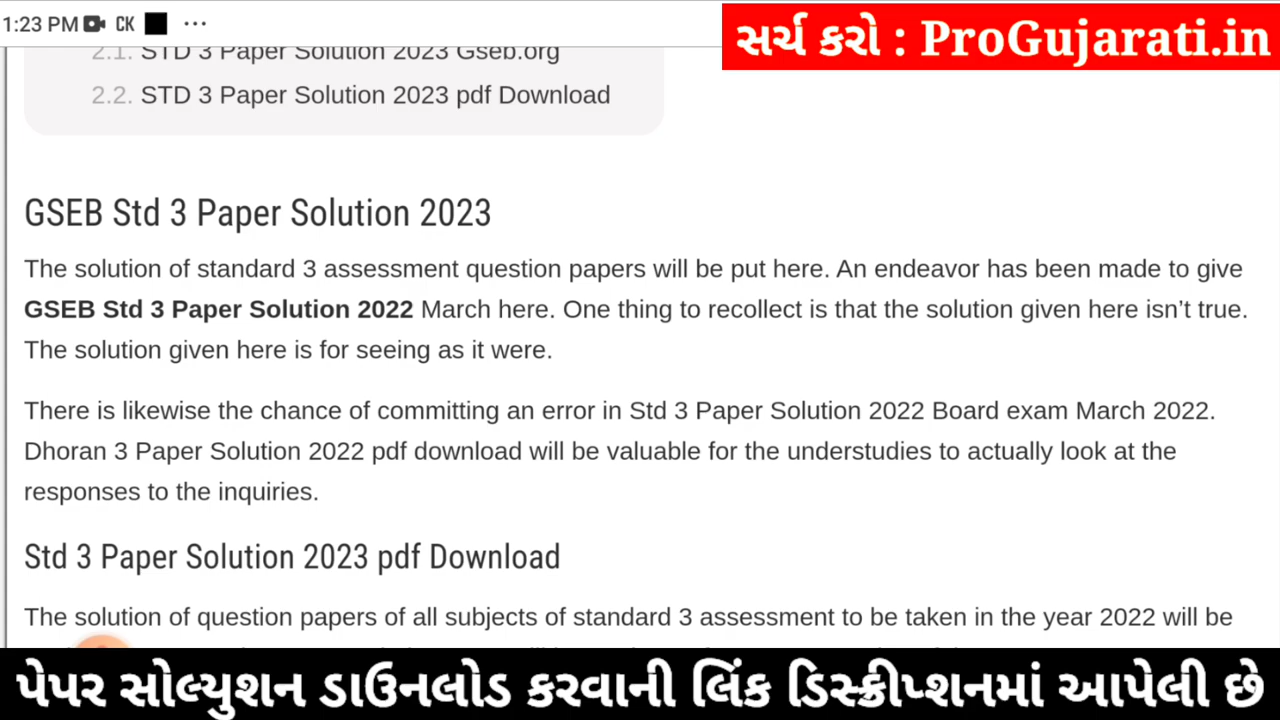 1:23 PM CK ...
સર્ચ કરો : ProGujarati.in
2.1. STD 3 Paper Solution 2023 Gseb.org
2.2. STD 3 Paper Solution 2023 pdf Download
GSEB Std 3 Paper Solution 2023
The solution of standard 3 assessment question papers will be put here. An endeavor has been made to give
GSEB Std 3 Paper Solution 2022 March here. One thing to recollect is that the solution given here isn’t true.
The solution given here is for seeing as it were.
There is likewise the chance of committing an error in Std 3 Paper Solution 2022 Board exam March 2022.
Dhoran 3 Paper Solution 2022 pdf download will be valuable for the understudies to actually look at the
responses to the inquiries.
Std 3 Paper Solution 2023 pdf Download
The solution of question papers of all subjects of standard 3 assessment to be taken in the year 2022 will be
પેપર સોલ્યુશન ડાઉનલોડ કરવાની લિંક ડિસ્ક્રીપ્શનમાં આપેલી છે